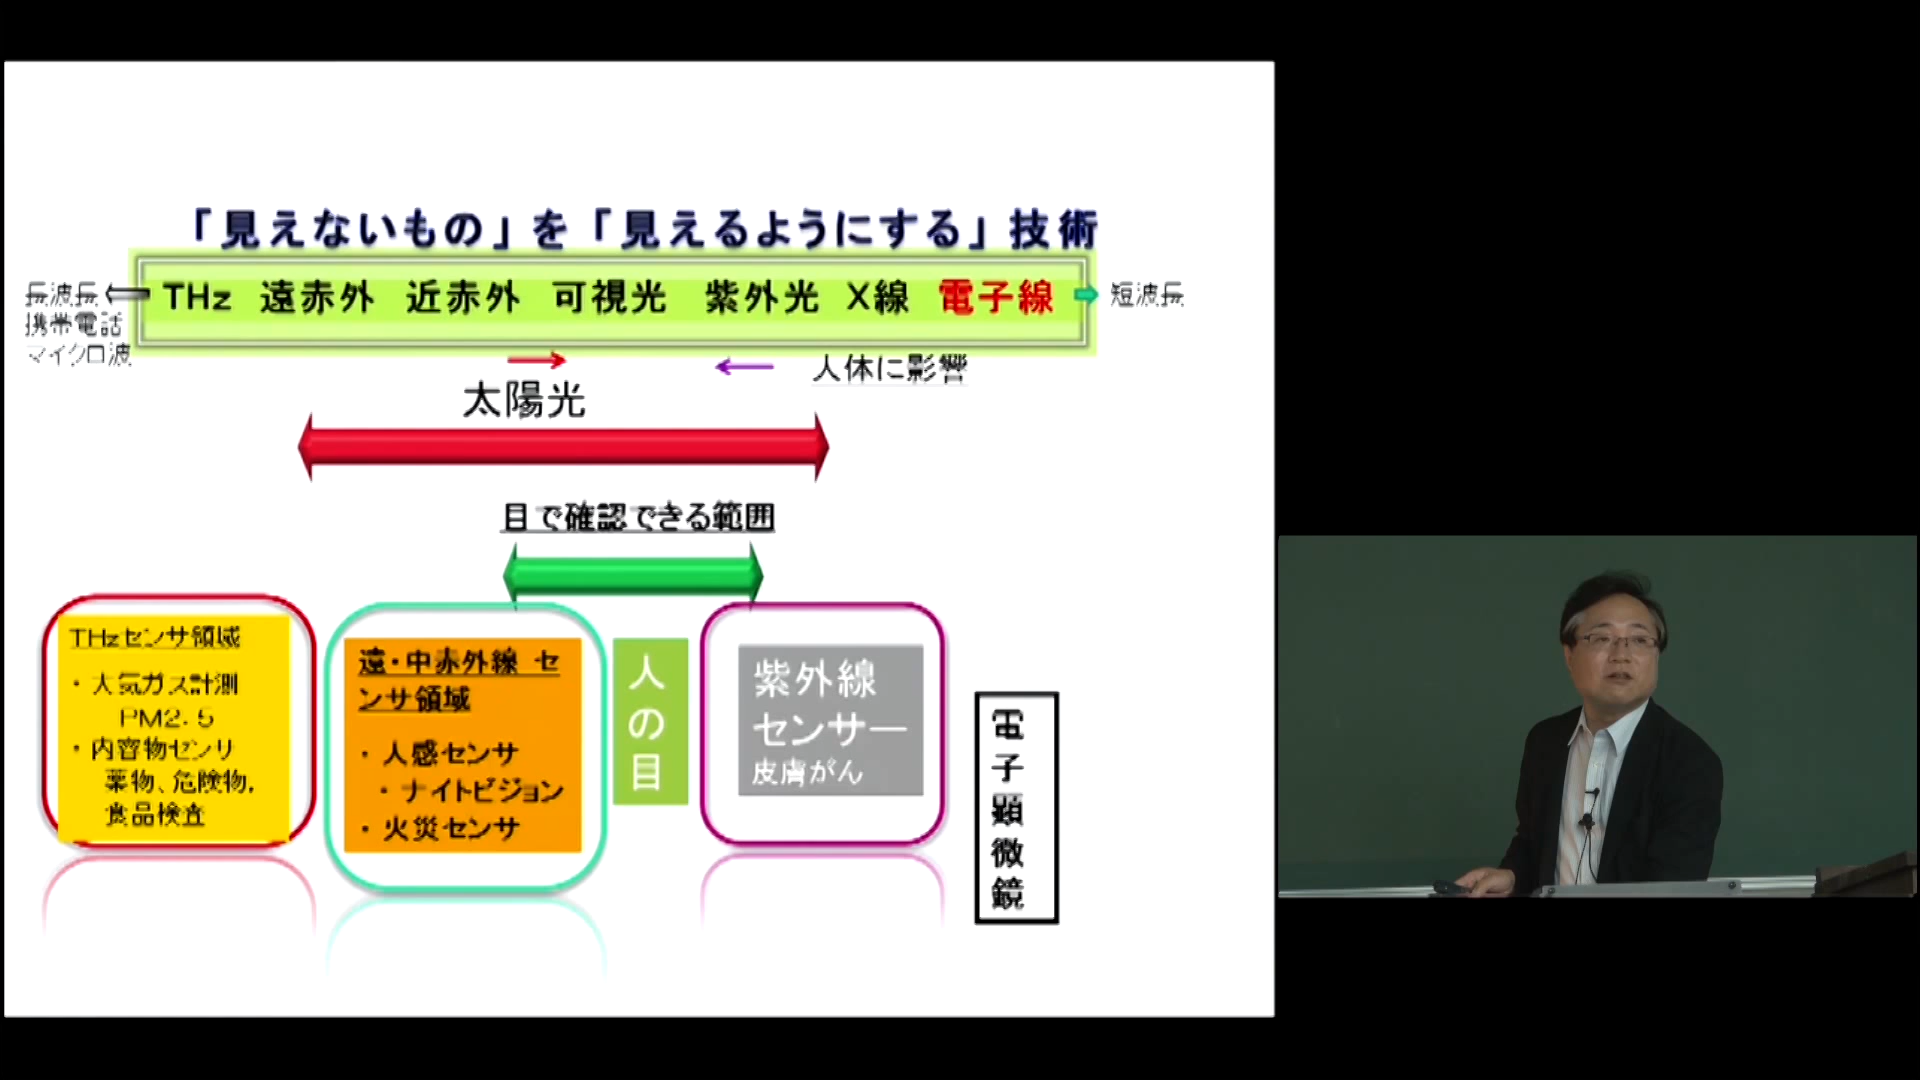 「見えないもの」を「見えるようにする」技術
長波長
携帯電話
マイクロ波
THz 遠赤外 近赤外 可視光 紫外光 X線 電子線
短波長
人体に影響
太陽光
目で確認できる範囲
THzセンサ領域
・大気ガス計測
PM2.5
・内容物センサ
薬物、危険物,
食品検査
遠・中赤外線 セ
ンサ領域
・人感センサ
・ナイトビジョン
・火災センサ
人の目
紫外線
センサー
皮膚がん
電子顕微鏡